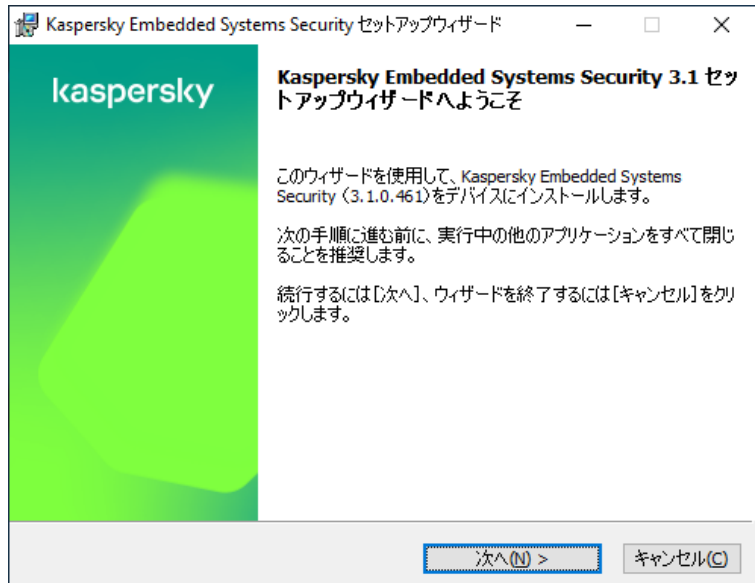 Kaspersky Embedded Systems Security セットアップウィザード
kaspersky
Kaspersky Embedded Systems Security 3.1 セッ
トアップウィザードへようこそ
このウィザードを使用して、Kaspersky Embedded Systems
Security (3.1.0.461)をデバイスにインストールします。
次の手順に進む前に、実行中の他のアプリケーションをすべて閉じ
ることを推奨します。
続行するには[次へ]、ウィザードを終了するには[キャンセル]をクリ
ックします。
次へ(N) >
キャンセル(C)